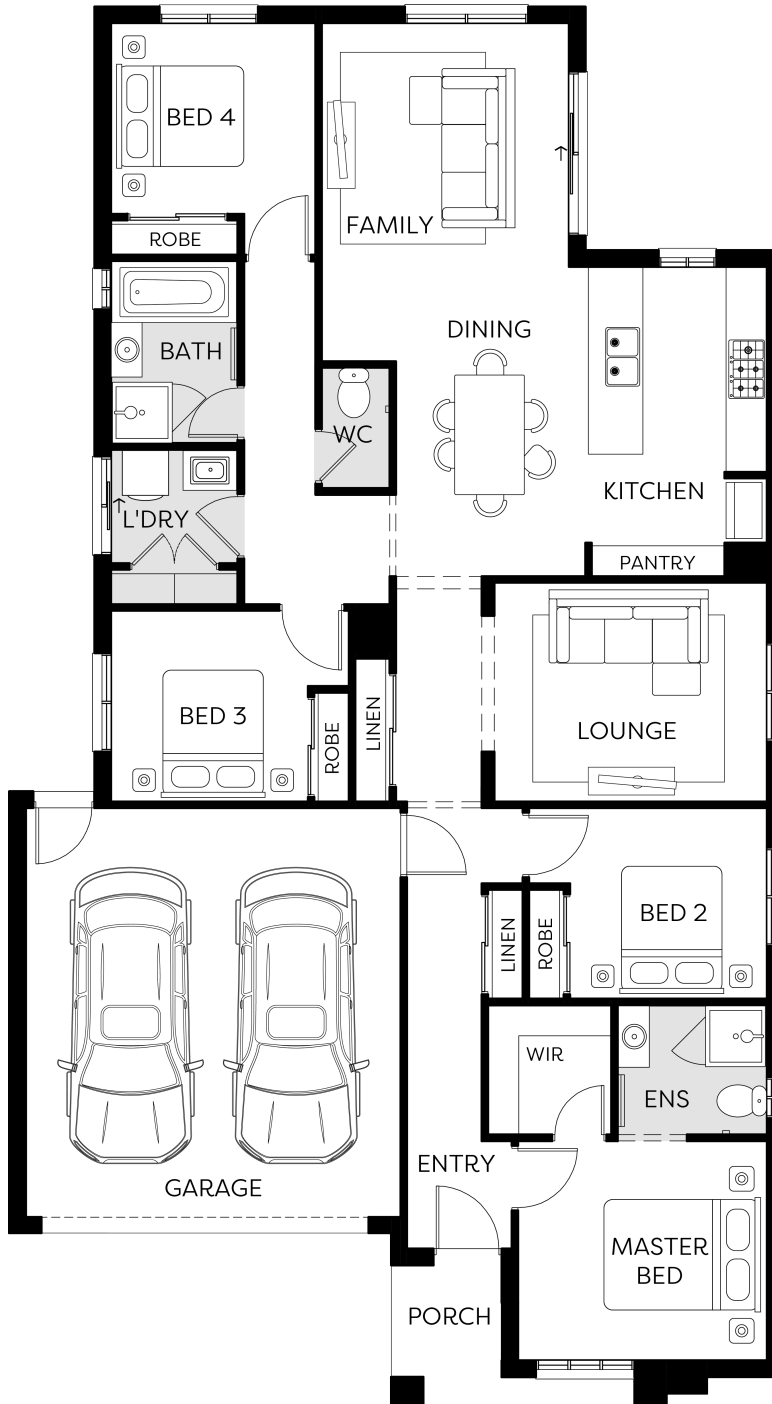 BED 4
FAMILY
ROBE
DINING
BATH
WC
KITCHEN
L'DRY
PANTRY
BED 3
LINEN
ROBE
LOUNGE
BED 2
LINEN
ROBE
WIR
ENS
ENTRY
GARAGE
MASTER
BED
PORCH